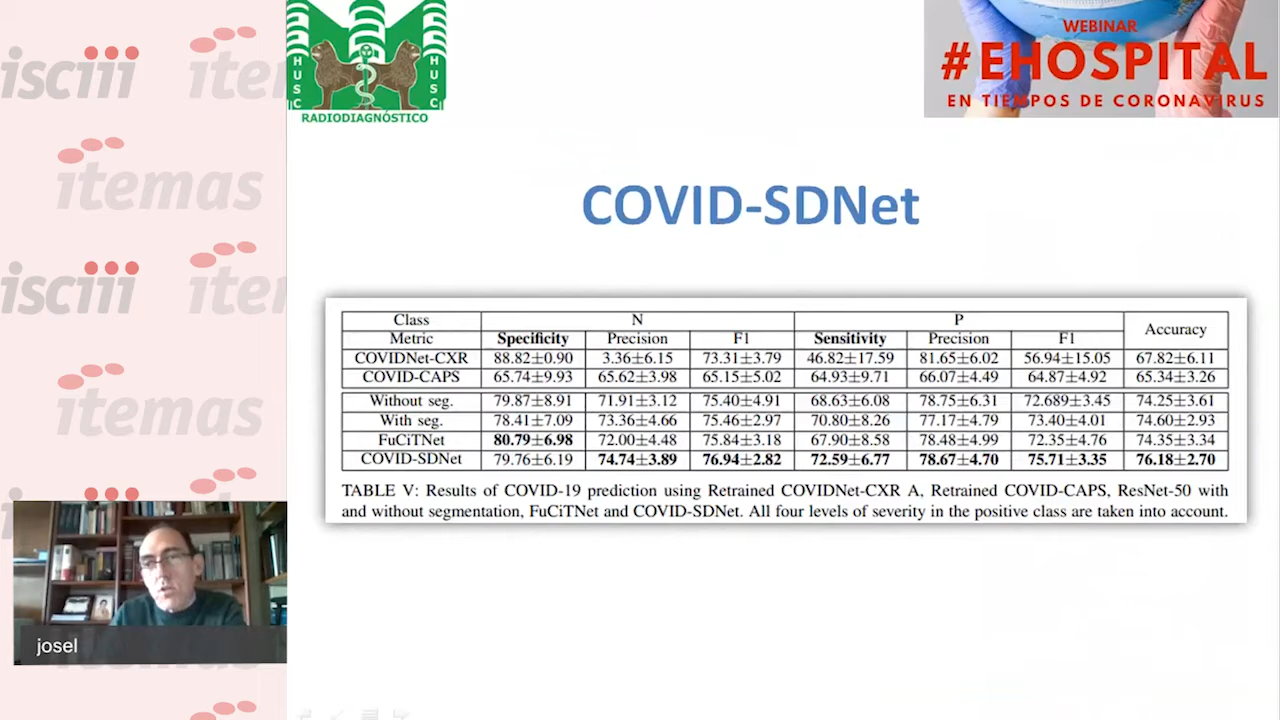 isciii
itemas
itemas
isciii
itemas
HUSC
HUSC
RADIODIAGNÓSTICO
WEBINAR
#EHOSPITAL
EN TIEMPOS DE CORONAVIRUS
COVID-SDNet
Class N P Accuracy
Metric Specificity Precision F1 Sensitivity Precision F1
COVIDNet-CXR 88.82±0.90 3.36±6.15 73.31±3.79 46.82±17.59 81.65±6.02 56.94±15.05 67.82±6.11
COVID-CAPS 65.74±9.93 65.62±3.98 65.15±5.02 64.93±9.71 66.07±4.49 64.87±4.92 65.34±3.26
Without seg. 79.87±8.91 71.91±3.12 75.40±4.91 68.63±6.08 78.75±6.31 72.689±3.45 74.25±3.61
With seg. 78.41±7.09 73.36±4.66 75.46±2.97 70.80±8.26 77.17±4.79 73.40±4.01 74.60±2.93
FuCiTNet 80.79±6.98 72.00±4.48 75.84±3.18 67.90±8.58 78.48±4.99 72.35±4.76 74.35±3.34
COVID-SDNet 79.76±6.19 74.74±3.89 76.94±2.82 72.59±6.77 78.67±4.70 75.71±3.35 76.18±2.70
TABLE V: Results of COVID-19 prediction using Retrained COVIDNet-CXR A, Retrained COVID-CAPS, ResNet-50 with
and without segmentation, FuCiTNet and COVID-SDNet. All four levels of severity in the positive class are taken into account.
josel